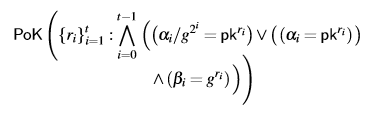 PoK ( {r_i}_{i=1}^{t} : ⋀_{i=0}^{t−1} ( ( α_i/g^{2^i} = pk^{r_i} ) ∨ ( ( α_i = pk^{r_i} ) )
∧ ( β_i = g^{r_i} ) ) )